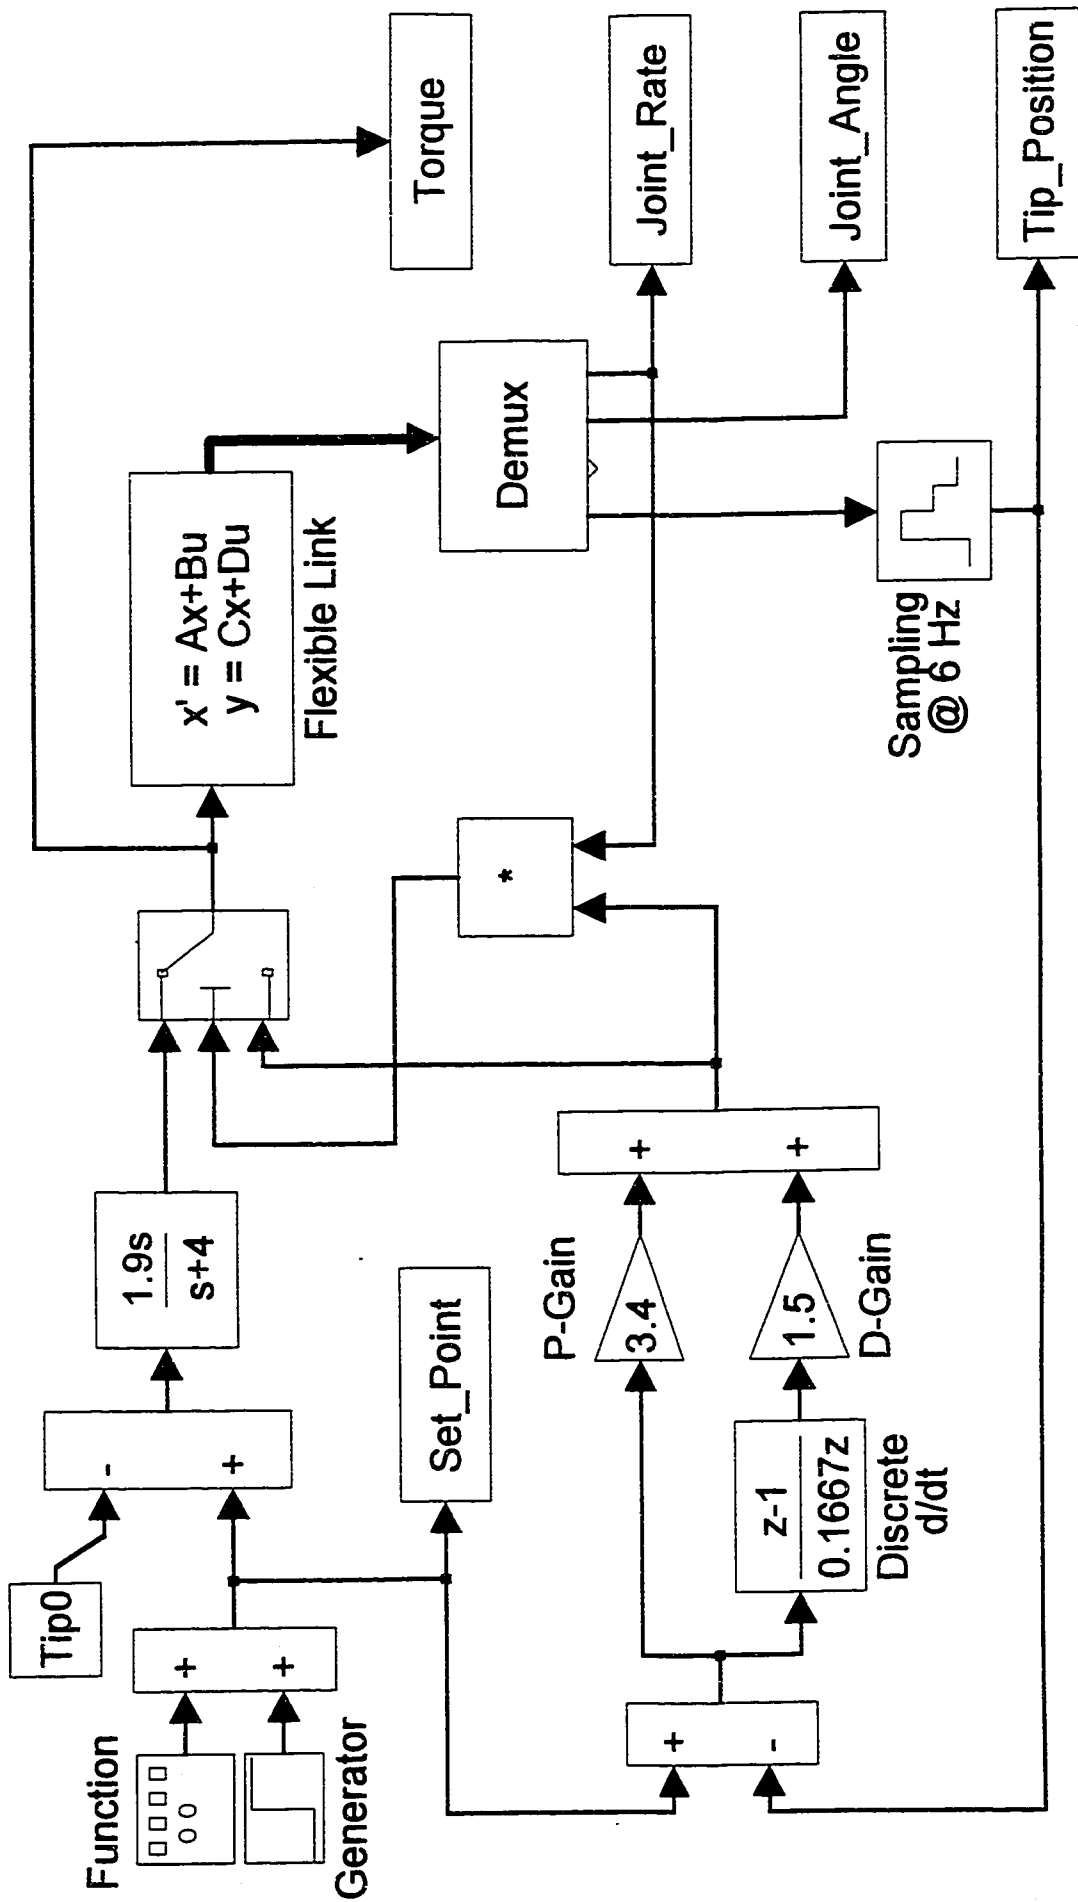 Function
Generator
+
+
Tip0
-
+
1.9s
s+4
x' = Ax+Bu
y = Cx+Du
Flexible Link
Torque
Set_Point
*
Demux
Joint_Rate
Joint_Angle
Tip_Position
Sampling
@ 6 Hz
+
-
P-Gain
3.4
z-1
0.1667z
Discrete
d/dt
1.5
D-Gain
+
+